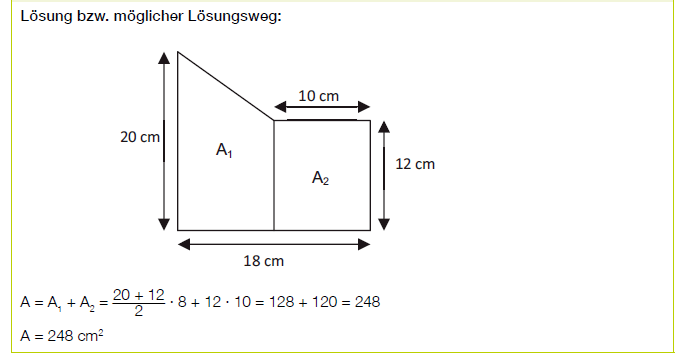 Lösung bzw. möglicher Lösungsweg:
10 cm
20 cm
A₁
12 cm
A₂
18 cm
A = A₁ + A₂ = (20 + 12)/2 · 8 + 12 · 10 = 128 + 120 = 248
A = 248 cm²